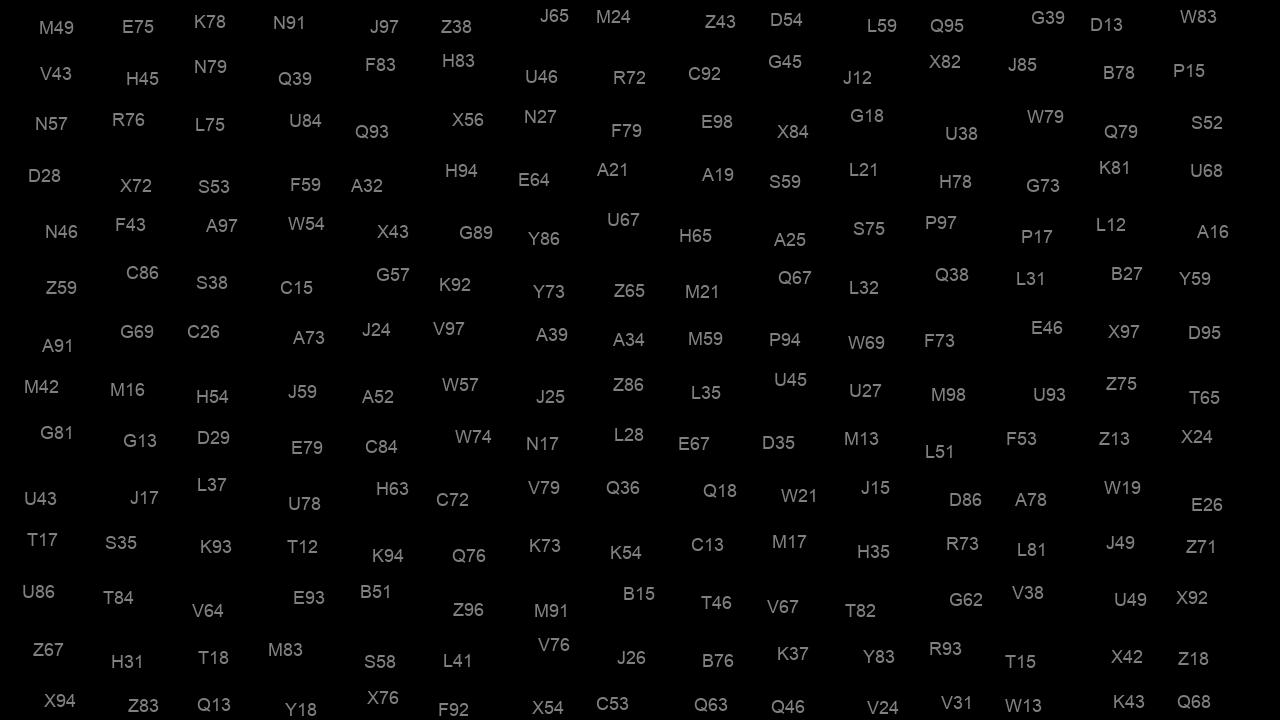 M49 E75 K78 N91 J97 Z38 J65 M24 Z43 D54 L59 Q95 G39 D13 W83
V43 H45 N79 Q39 F83 H83 U46 R72 C92 G45 J12 X82 J85 B78 P15
N57 R76 L75 U84 Q93 X56 N27 F79 E98 X84 G18 U38 W79 Q79 S52
D28 X72 S53 F59 A32 H94 E64 A21 A19 S59 L21 H78 G73 K81 U68
N46 F43 A97 W54 X43 G89 Y86 U67 H65 A25 S75 P97 P17 L12 A16
Z59 C86 S38 C15 G57 K92 Y73 Z65 M21 Q67 L32 Q38 L31 B27 Y59
A91 G69 C26 A73 J24 V97 A39 A34 M59 P94 W69 F73 E46 X97 D95
M42 M16 H54 J59 A52 W57 J25 Z86 L35 U45 U27 M98 U93 Z75 T65
G81 G13 D29 E79 C84 W74 N17 L28 E67 D35 M13 L51 F53 Z13 X24
U43 J17 L37 U78 H63 C72 V79 Q36 Q18 W21 J15 D86 A78 W19 E26
T17 S35 K93 T12 K94 Q76 K73 K54 C13 M17 H35 R73 L81 J49 Z71
U86 T84 V64 E93 B51 Z96 M91 B15 T46 V67 T82 G62 V38 U49 X92
Z67 H31 T18 M83 S58 L41 V76 J26 B76 K37 Y83 R93 T15 X42 Z18
X94 Z83 Q13 Y18 X76 F92 X54 C53 Q63 Q46 V24 V31 W13 K43 Q68